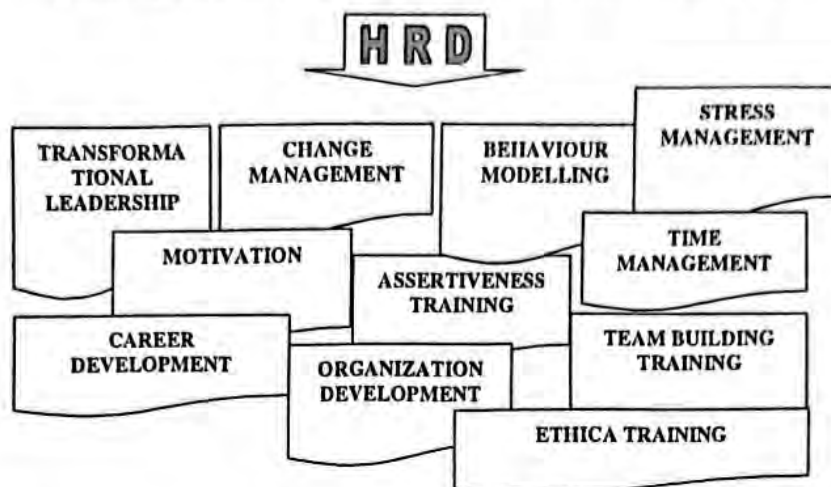 HRD
TRANSFORMA
TIONAL
LEADERSHIP
CHANGE
MANAGEMENT
BEHAVIOUR
MODELLING
STRESS
MANAGEMENT
MOTIVATION
ASSERTIVENESS
TRAINING
TIME
MANAGEMENT
CAREER
DEVELOPMENT
ORGANIZATION
DEVELOPMENT
TEAM BUILDING
TRAINING
ETHICA TRAINING